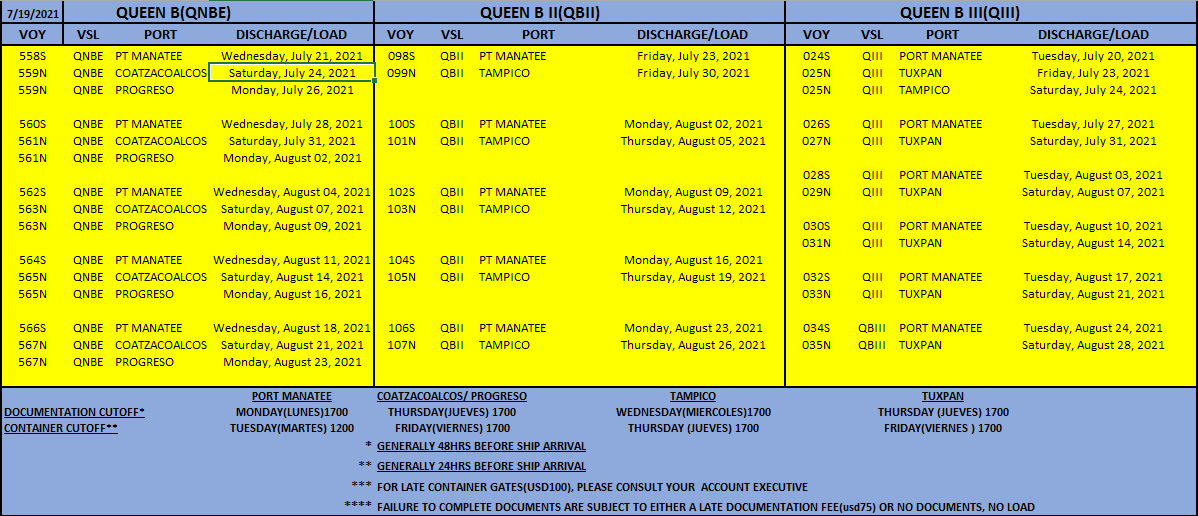 7/19/2021 QUEEN B(QNBE) QUEEN B II(QBII) QUEEN B III(QIII)
VOY VSL PORT DISCHARGE/LOAD VOY VSL PORT DISCHARGE/LOAD VOY VSL PORT DISCHARGE/LOAD
558S QNBE PT MANATEE Wednesday, July 21, 2021 098S QBII PT MANATEE Friday, July 23, 2021 024S QIII PORT MANATEE Tuesday, July 20, 2021
559N QNBE COATZACOALCOS Saturday, July 24, 2021 099N QBII TAMPICO Friday, July 30, 2021 025N QIII TUXPAN Friday, July 23, 2021
559N QNBE PROGRESO Monday, July 26, 2021 025N QIII TAMPICO Saturday, July 24, 2021
560S QNBE PT MANATEE Wednesday, July 28, 2021 100S QBII PT MANATEE Monday, August 02, 2021 026S QIII PORT MANATEE Tuesday, July 27, 2021
561N QNBE COATZACOALCOS Saturday, July 31, 2021 101N QBII TAMPICO Thursday, August 05, 2021 027N QIII TUXPAN Saturday, July 31, 2021
561N QNBE PROGRESO Monday, August 02, 2021
028S QIII PORT MANATEE Tuesday, August 03, 2021
562S QNBE PT MANATEE Wednesday, August 04, 2021 102S QBII PT MANATEE Monday, August 09, 2021 029N QIII TUXPAN Saturday, August 07, 2021
563N QNBE COATZACOALCOS Saturday, August 07, 2021 103N QBII TAMPICO Thursday, August 12, 2021
563N QNBE PROGRESO Monday, August 09, 2021 030S QIII PORT MANATEE Tuesday, August 10, 2021
031N QIII TUXPAN Saturday, August 14, 2021
564S QNBE PT MANATEE Wednesday, August 11, 2021 104S QBII PT MANATEE Monday, August 16, 2021
565N QNBE COATZACOALCOS Saturday, August 14, 2021 105N QBII TAMPICO Thursday, August 19, 2021 032S QIII PORT MANATEE Tuesday, August 17, 2021
565N QNBE PROGRESO Monday, August 16, 2021 033N QIII TUXPAN Saturday, August 21, 2021
566S QNBE PT MANATEE Wednesday, August 18, 2021 106S QBII PT MANATEE Monday, August 23, 2021 034S QBIII PORT MANATEE Tuesday, August 24, 2021
567N QNBE COATZACOALCOS Saturday, August 21, 2021 107N QBII TAMPICO Thursday, August 26, 2021 035N QBIII TUXPAN Saturday, August 28, 2021
567N QNBE PROGRESO Monday, August 23, 2021
PORT MANATEE COATZACOALCOS/ PROGRESO TAMPICO TUXPAN
DOCUMENTATION CUTOFF* MONDAY(LUNES)1700 THURSDAY(JUEVES) 1700 WEDNESDAY(MIERCOLES)1700 THURSDAY (JUEVES) 1700
CONTAINER CUTOFF** TUESDAY(MARTES) 1200 FRIDAY(VIERNES) 1700 THURSDAY (JUEVES) 1700 FRIDAY(VIERNES ) 1700
* GENERALLY 48HRS BEFORE SHIP ARRIVAL
** GENERALLY 24HRS BEFORE SHIP ARRIVAL
*** FOR LATE CONTAINER GATES(USD100), PLEASE CONSULT YOUR ACCOUNT EXECUTIVE
**** FAILURE TO COMPLETE DOCUMENTS ARE SUBJECT TO EITHER A LATE DOCUMENTATION FEE(usd75) OR NO DOCUMENTS, NO LOAD